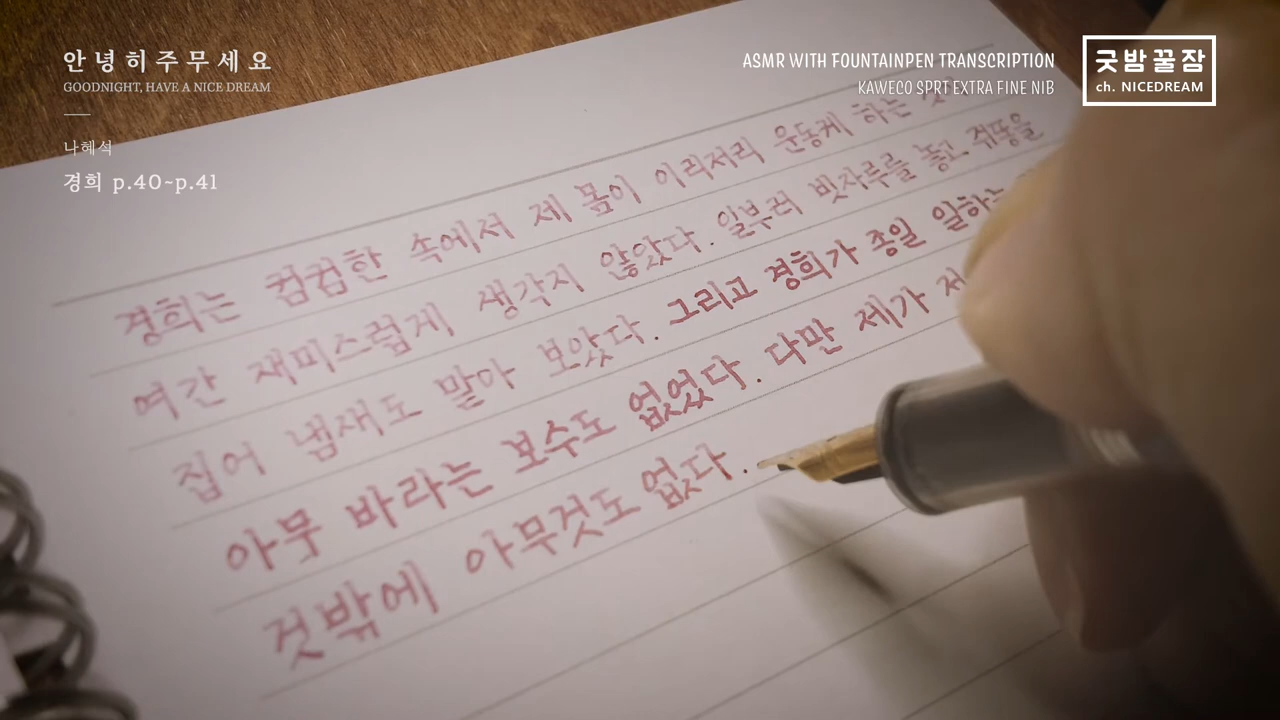 안녕히주무세요
GOODNIGHT, HAVE A NICE DREAM
나혜석
경희 p.40~p.41
ASMR WITH FOUNTAINPEN TRANSCRIPTION
KAWECO SPRT EXTRA FINE NIB
굿밤꿀잠
ch. NICEDREAM
경희는 컴컴한 속에서 제 몸이 이리저리 운동케 하는 것
여간 재미스럽게 생각지 않았다. 일부러 빗자루를 놓고 쥐똥을
집어 냄새도 맡아 보았다. 그리고 경희가 종일 일하는
아무 바라는 보수도 없었다. 다만 제가 저
것밖에 아무것도 없다.